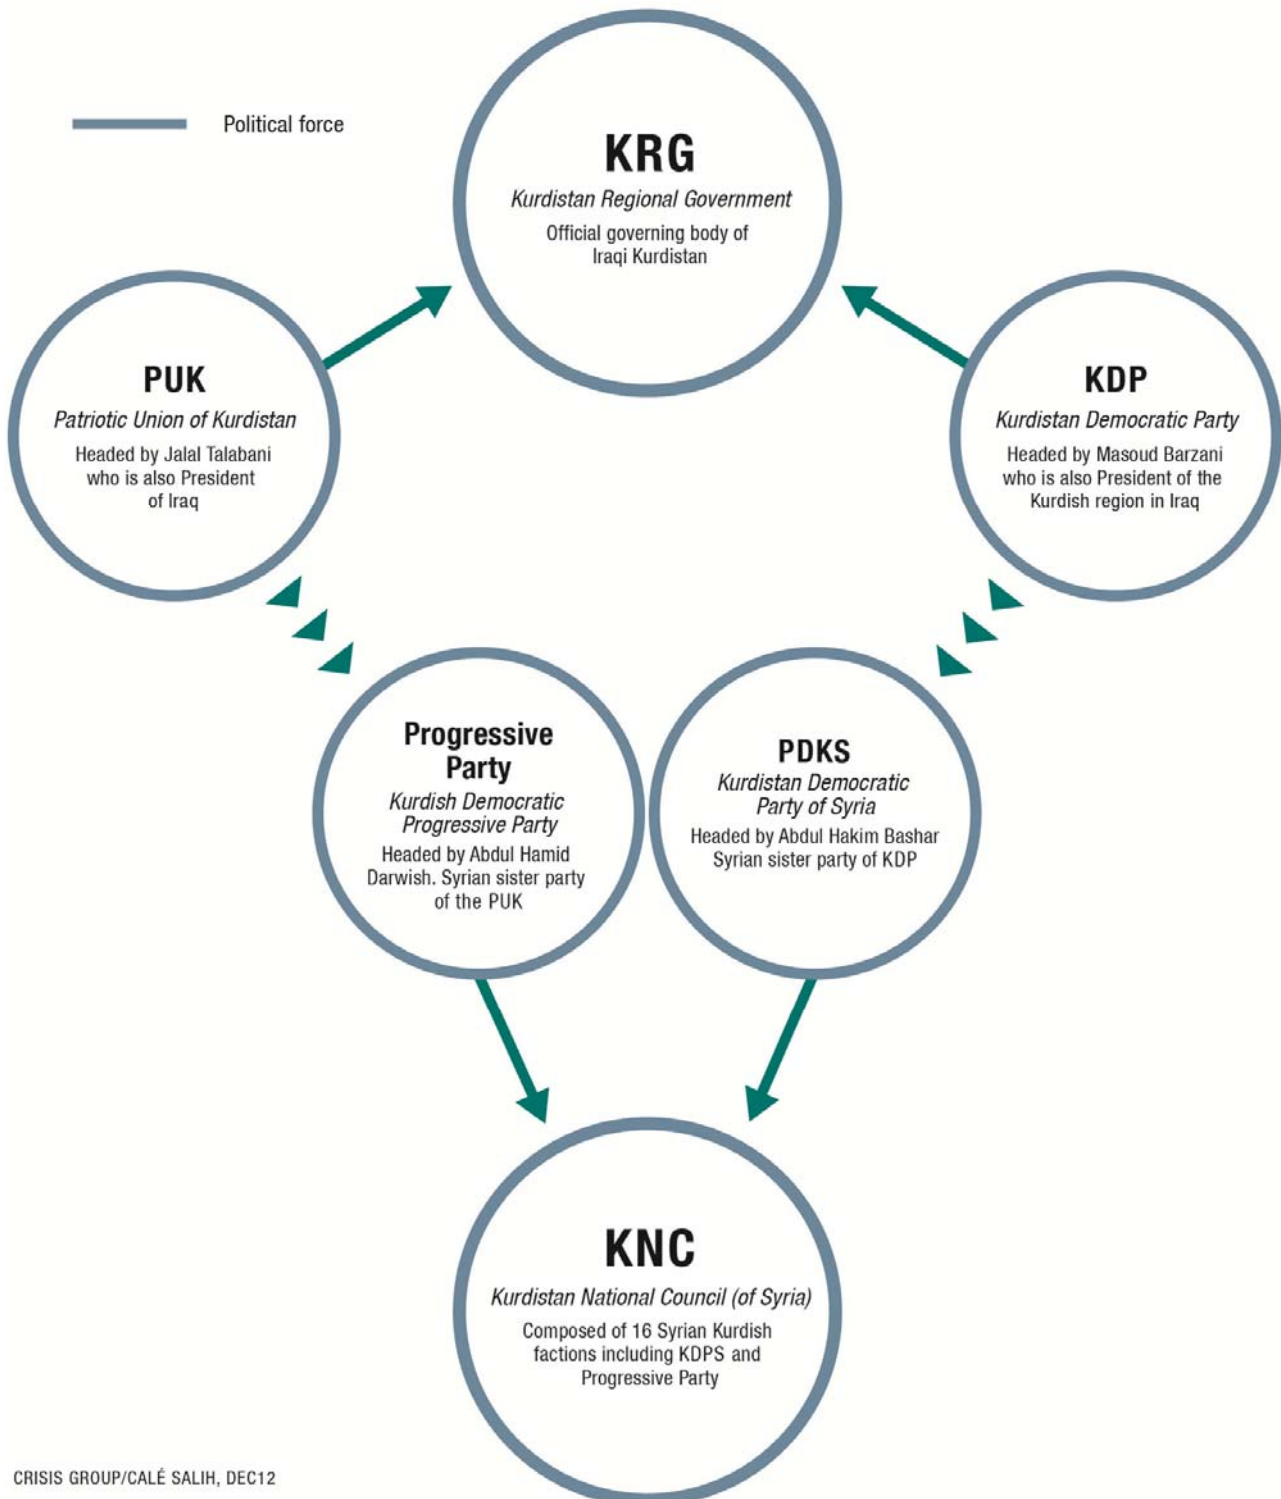 Political force
KRG
Kurdistan Regional Government
Official governing body of
Iraqi Kurdistan
PUK
Patriotic Union of Kurdistan
Headed by Jalal Talabani
who is also President
of Iraq
KDP
Kurdistan Democratic Party
Headed by Masoud Barzani
who is also President of the
Kurdish region in Iraq
Progressive
Party
Kurdish Democratic
Progressive Party
Headed by Abdul Hamid
Darwish. Syrian sister party
of the PUK
PDKS
Kurdistan Democratic
Party of Syria
Headed by Abdul Hakim Bashar
Syrian sister party of KDP
KNC
Kurdistan National Council (of Syria)
Composed of 16 Syrian Kurdish
factions including KDPS and
Progressive Party
CRISIS GROUP/CALÉ SALIH, DEC12